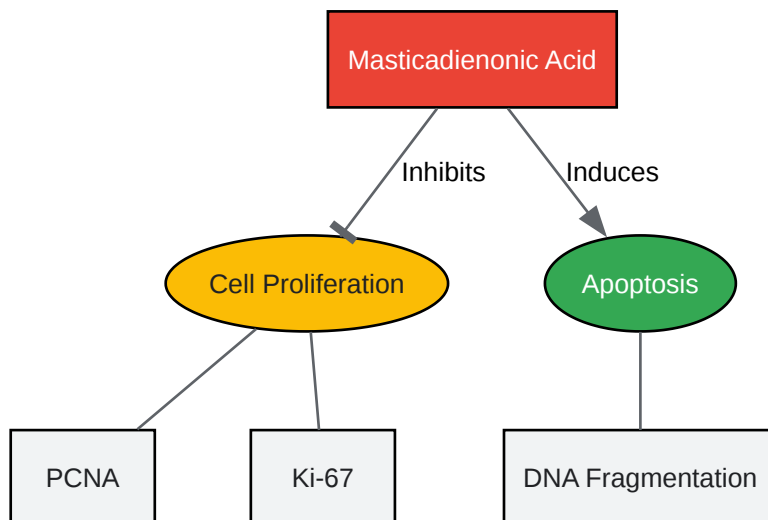 Masticadienonic Acid
Inhibits
Induces
Cell Proliferation
Apoptosis
PCNA
Ki-67
DNA Fragmentation